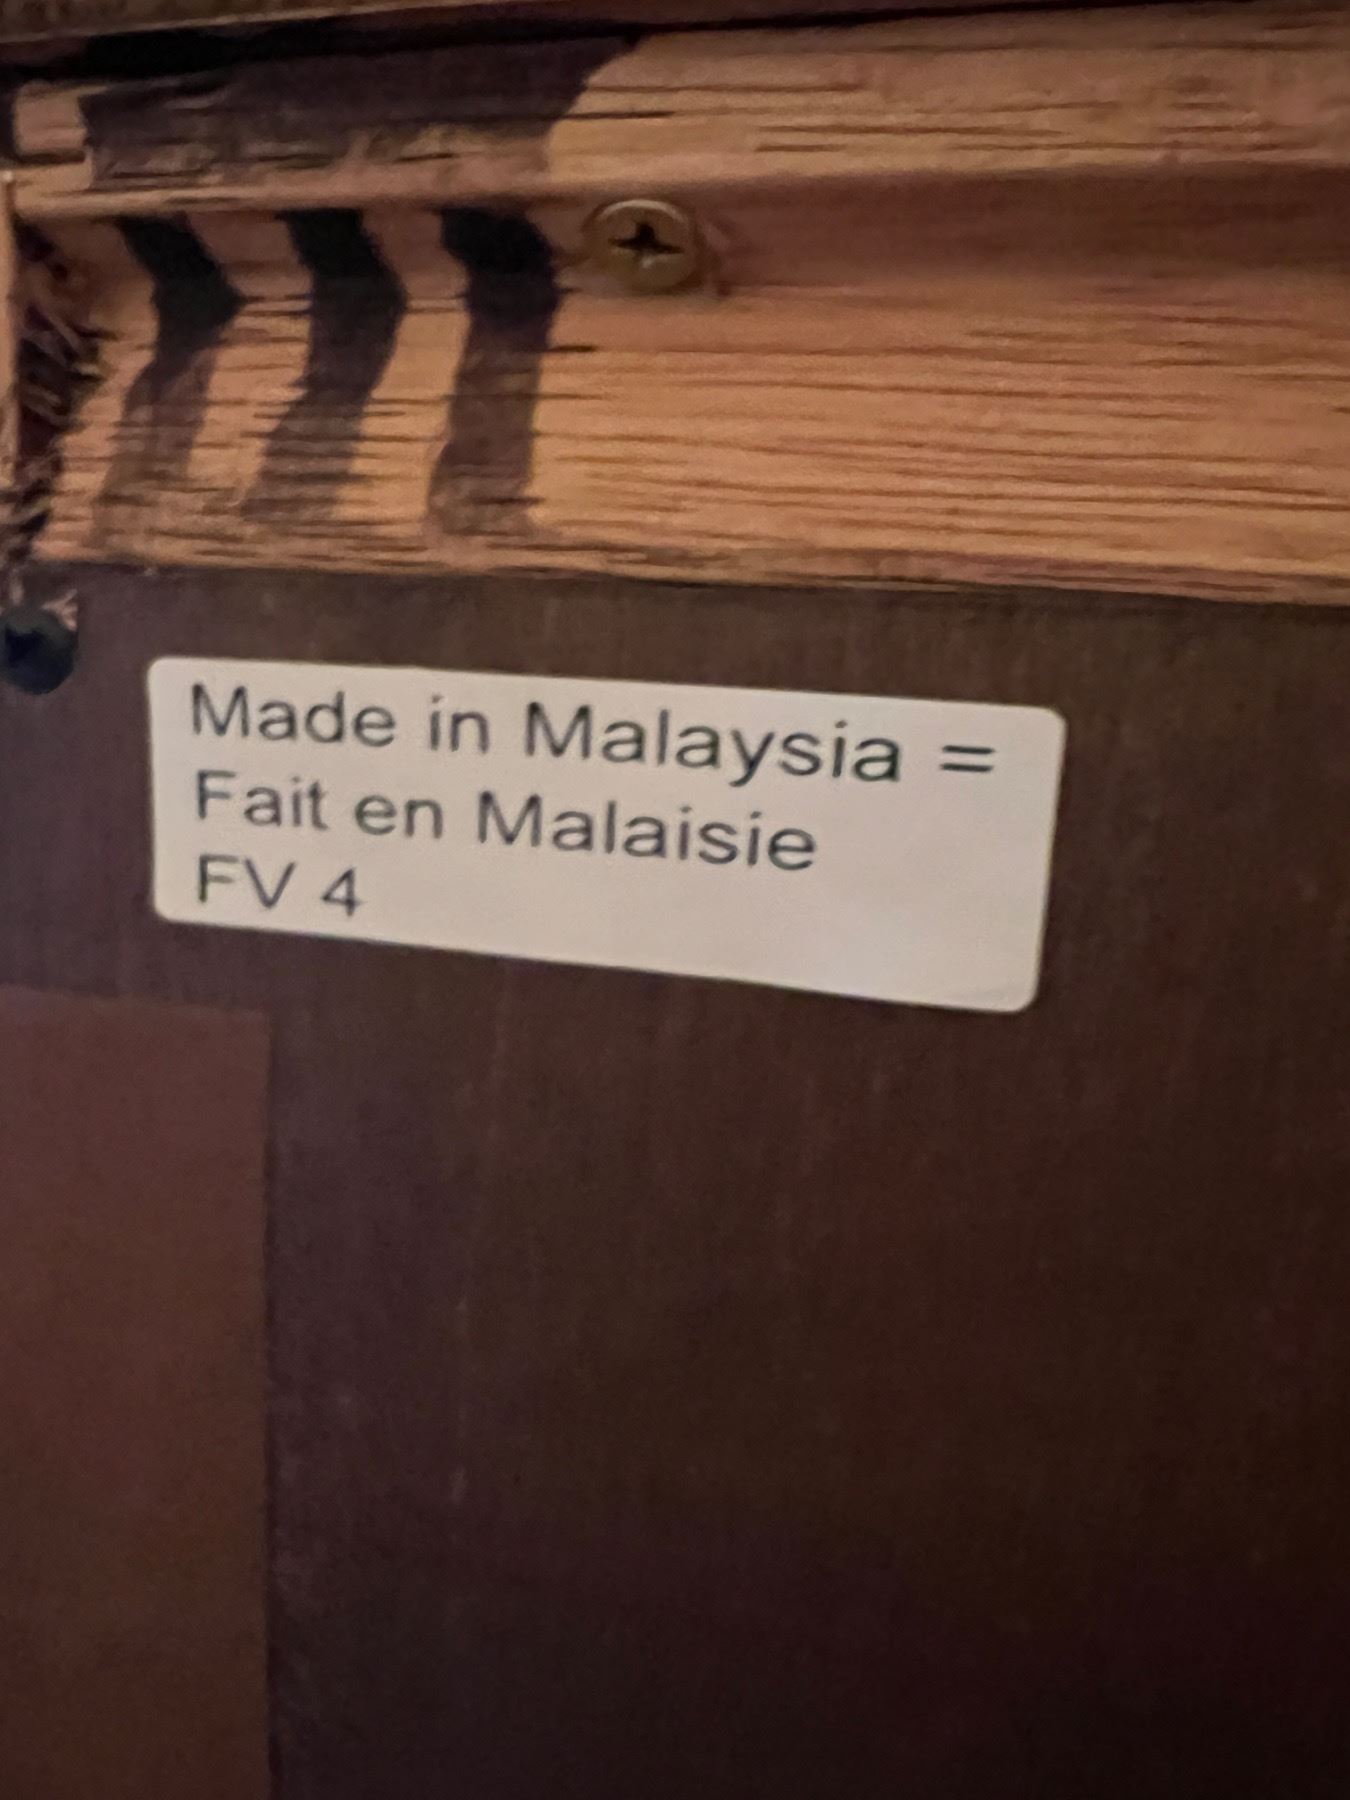 Made in Malaysia =
Fait en Malaisie
FV 4